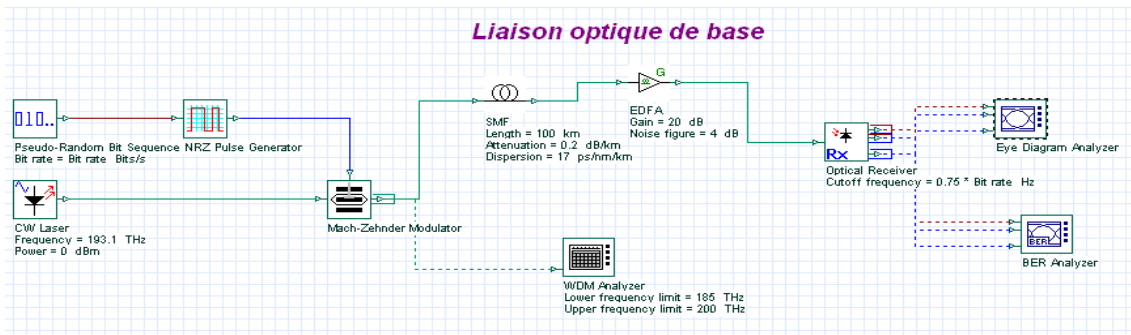 Liaison optique de base
G
SMF
Length = 100 km
Attenuation = 0.2 dB/km
Dispersion = 17 ps/nm/km
EDFA
Gain = 20 dB
Noise figure = 4 dB
010..
Pseudo-Random Bit Sequence
Bit rate = Bit rate Bits/s
NRZ Pulse Generator
Rx
Optical Receiver
Cutoff frequency = 0.75 * Bit rate Hz
Eye Diagram Analyzer
CW Laser
Frequency = 193.1 THz
Power = 0 dBm
Mach-Zehnder Modulator
BER
BER Analyzer
WDM Analyzer
Lower frequency limit = 185 THz
Upper frequency limit = 200 THz